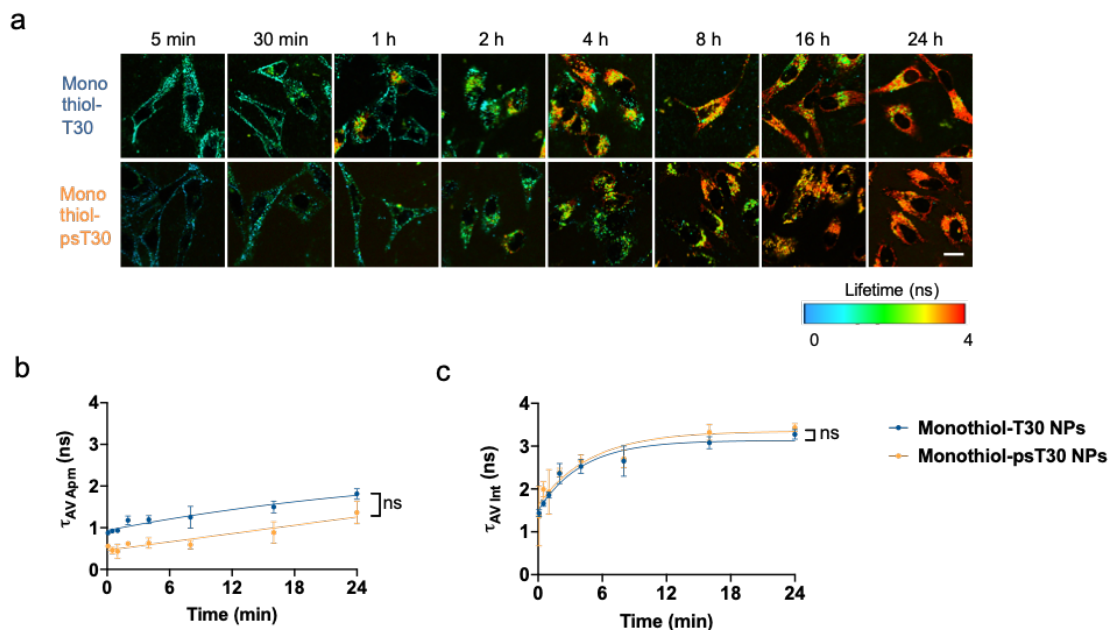 a
5 min 30 min 1 h 2 h 4 h 8 h 16 h 24 h
Mono
thiol-
T30
Mono
thiol-
psT30
Lifetime (ns)
0 4
b
4
3
2
1
0
τAV Apm (ns)
ns
0 6 12 18 24
Time (min)
c
4
3
2
1
0
τAV Int (ns)
ns
0 6 12 18 24
Time (min)
Monothiol-T30 NPs
Monothiol-psT30 NPs